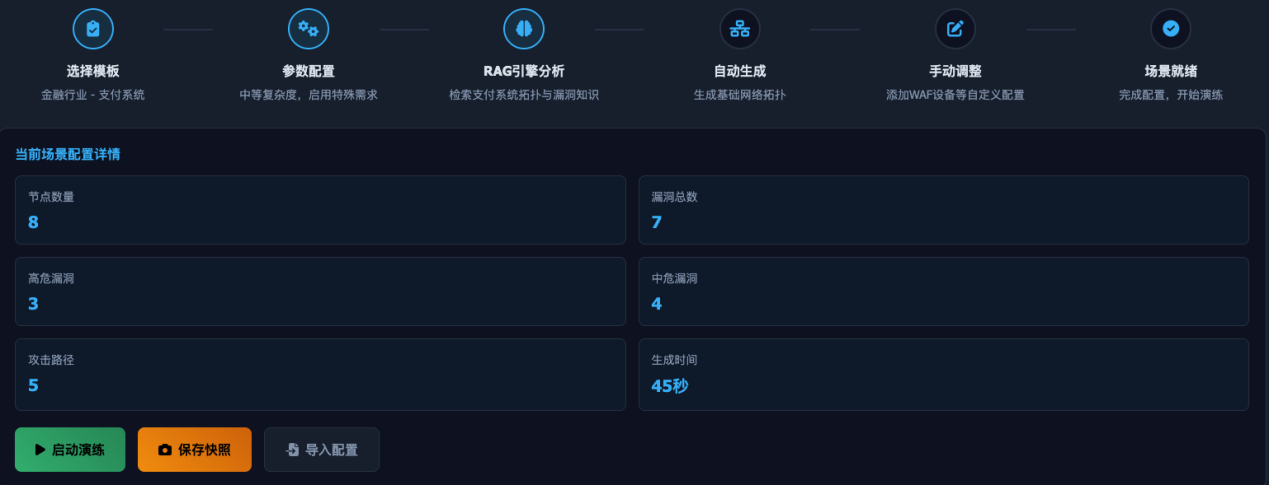 选择模板
参数配置
RAG引擎分析
自动生成
手动调整
场景就绪
金融行业 - 支付系统
中等复杂度，启用特殊需求
检索支付系统拓扑与漏洞知识
生成基础网络拓扑
添加WAF设备等自定义配置
完成配置，开始演练
当前场景配置详情
节点数量
8
漏洞总数
7
高危漏洞
3
中危漏洞
4
攻击路径
5
生成时间
45秒
启动演练
保存快照
导入配置